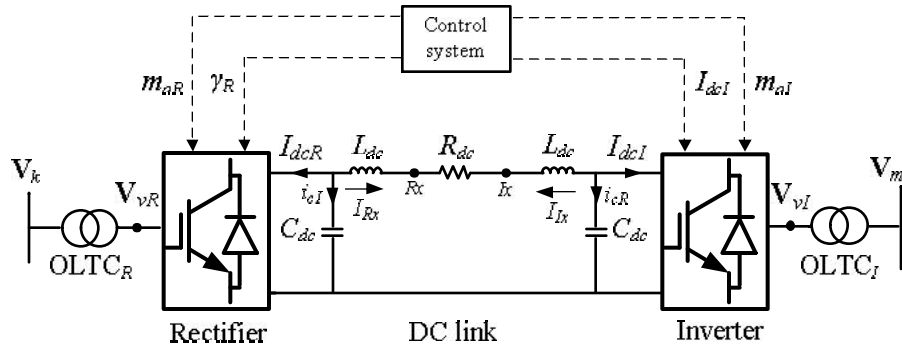 Control
system
m_aR
γ_R
I_dcI
m_aI
I_dcR
L_dc
R_dc
L_dc
I_dcI
V_k
V_vR
i_cI
I_Rx
Rx
Ix
I_Ix
i_cR
V_vI
V_m
C_dc
C_dc
OLTC_R
OLTC_I
Rectifier
DC link
Inverter